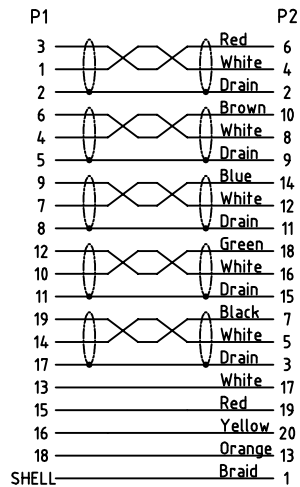 P1 P2
3 Red 6
1 White 4
2 Drain 2
6 Brown 10
4 White 8
5 Drain 9
9 Blue 14
7 White 12
8 Drain 11
12 Green 18
10 White 16
11 Drain 15
19 Black 7
14 White 5
17 Drain 3
13 White 17
15 Red 19
16 Yellow 20
18 Orange 13
SHELL Braid 1